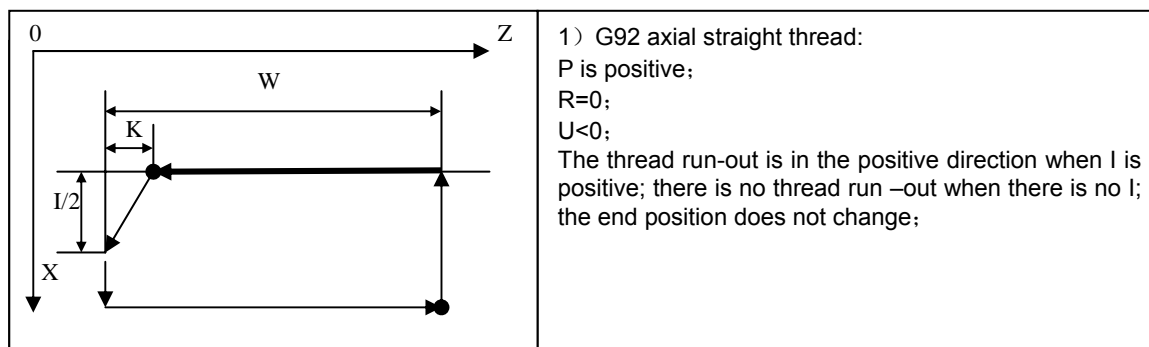 0
Z
W
K
I/2
X
1）G92 axial straight thread:
P is positive；
R=0；
U<0；
The thread run-out is in the positive direction when I is
positive; there is no thread run –out when there is no I;
the end position does not change；